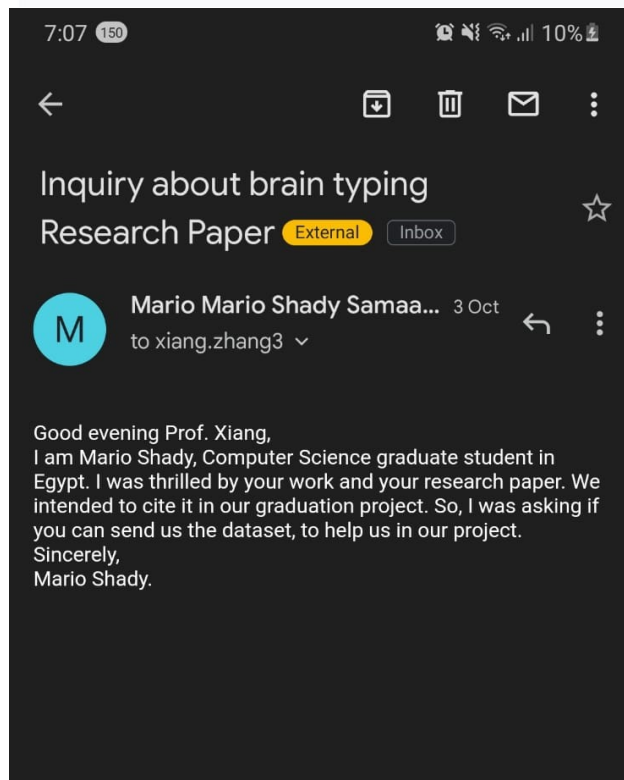 7:07 150 10%
Inquiry about brain typing
Research Paper External Inbox
M
Mario Mario Shady Samaa... 3 Oct
to xiang.zhang3
Good evening Prof. Xiang,
I am Mario Shady, Computer Science graduate student in
Egypt. I was thrilled by your work and your research paper. We
intended to cite it in our graduation project. So, I was asking if
you can send us the dataset, to help us in our project.
Sincerely,
Mario Shady.